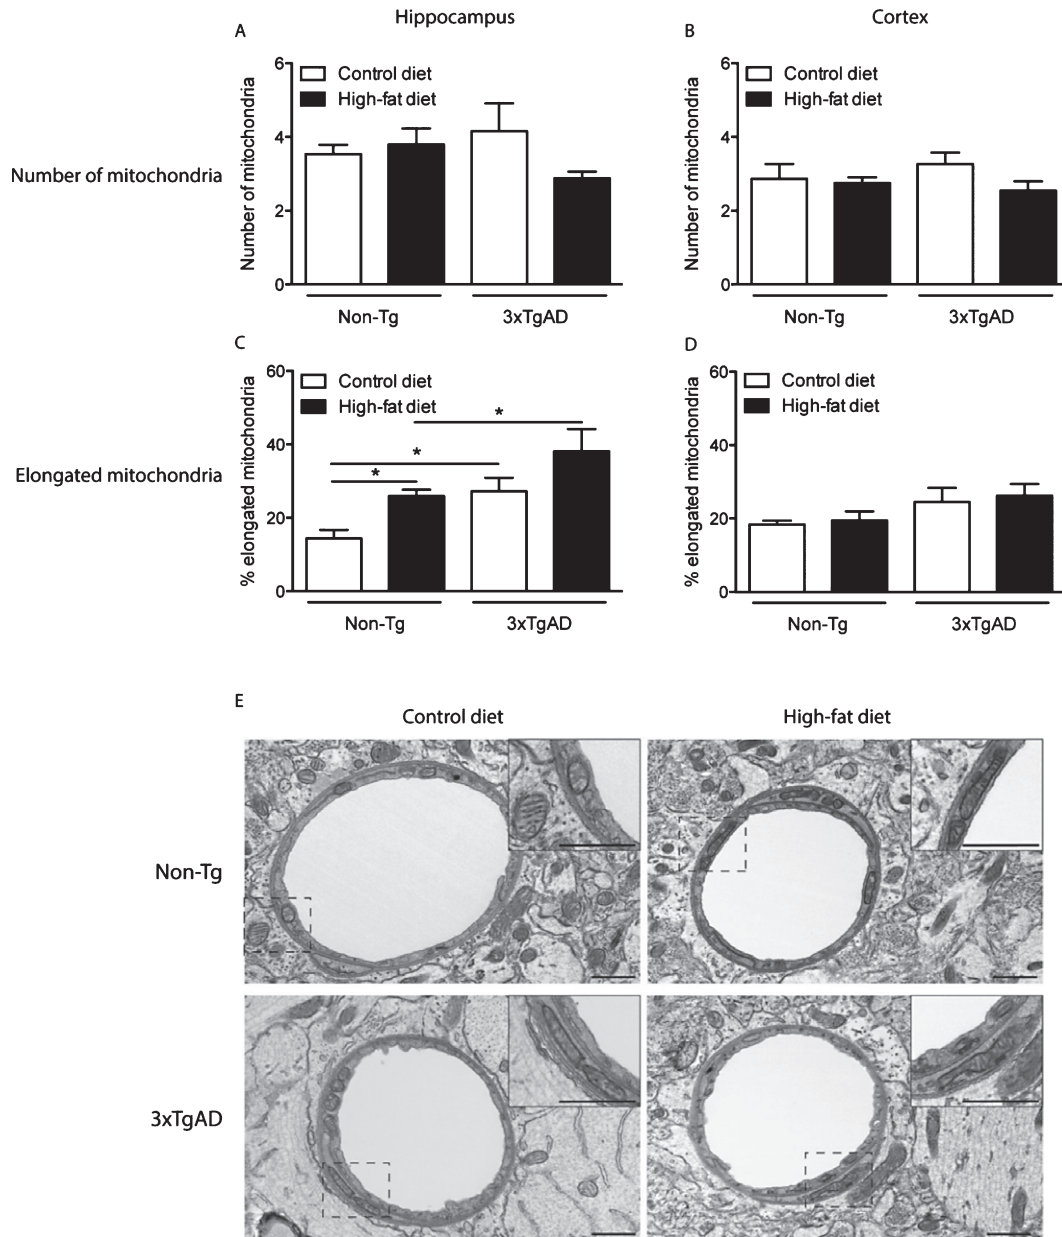 Hippocampus
Cortex
A
B
Number of mitochondria
Number of mitochondria
6
4
2
0
Control diet
High-fat diet
Non-Tg
3xTgAD
Number of mitochondria
6
4
2
0
Control diet
High-fat diet
Non-Tg
3xTgAD
C
D
Elongated mitochondria
% elongated mitochondria
60
40
20
0
Control diet
High-fat diet
*
*
*
Non-Tg
3xTgAD
% elongated mitochondria
60
40
20
0
Control diet
High-fat diet
Non-Tg
3xTgAD
E
Control diet
High-fat diet
Non-Tg
3xTgAD